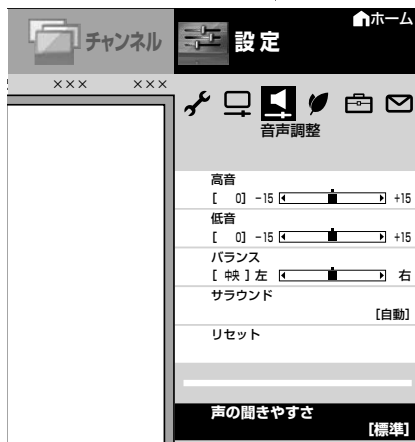 チャンネル
設定
ホーム
××× ×××
音声調整
高音
[ 0] -15 +15
低音
[ 0] -15 +15
バランス
[ 中央 ] 左 右
サラウンド
[自動]
リセット
声の聞きやすさ
[標準]